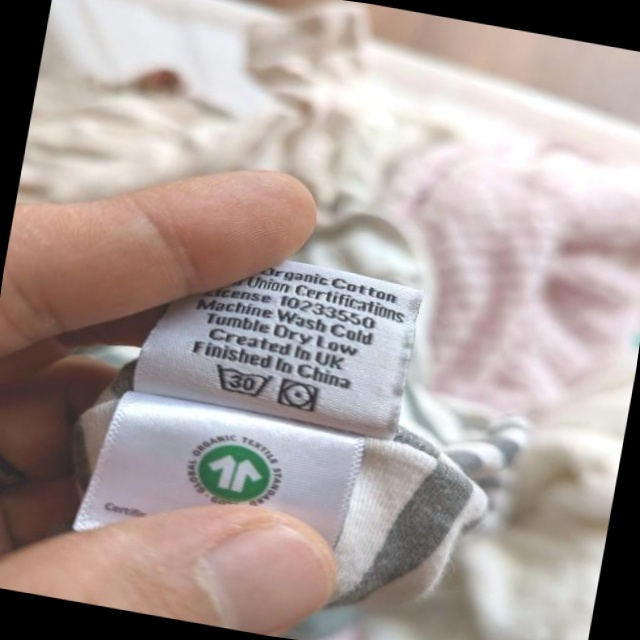 Organic Cotton
Union Certifications
License 10233550
Machine Wash Cold
Tumble Dry Low
Created In UK
Finished In China
30
GLOBAL ORGANIC TEXTILE STANDARD